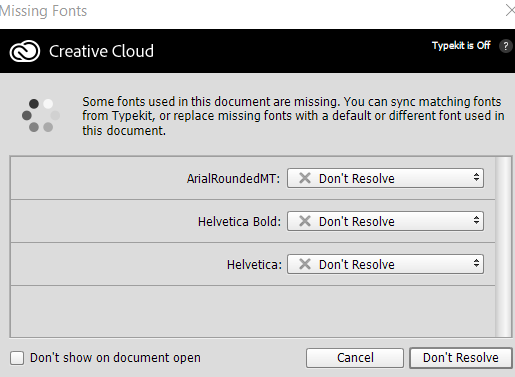 Missing Fonts
Creative Cloud
Typekit is Off ?
Some fonts used in this document are missing. You can sync matching fonts
from Typekit, or replace missing fonts with a default or different font used in
this document.
ArialRoundedMT: Don't Resolve
Helvetica Bold: Don't Resolve
Helvetica: Don't Resolve
Don't show on document open
Cancel
Don't Resolve